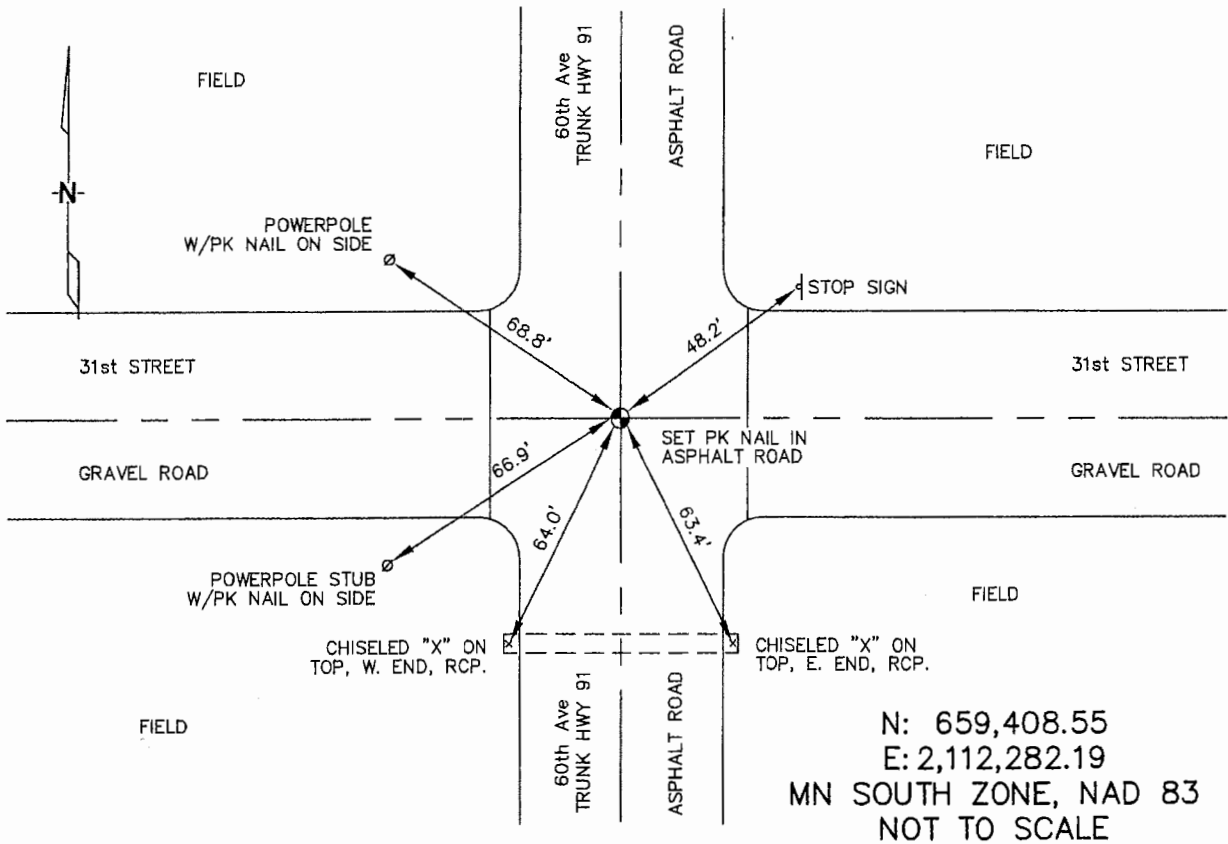 60th Ave
TRUNK HWY 91
ASPHALT ROAD
FIELD
FIELD
N
POWERPOLE
W/PK NAIL ON SIDE
STOP SIGN
68.8'
48.2'
31st STREET
31st STREET
SET PK NAIL IN
ASPHALT ROAD
GRAVEL ROAD
GRAVEL ROAD
66.9'
64.0'
63.4'
POWERPOLE STUB
W/PK NAIL ON SIDE
FIELD
CHISELED "X" ON
TOP, W. END, RCP.
CHISELED "X" ON
TOP, E. END, RCP.
60th Ave
TRUNK HWY 91
ASPHALT ROAD
FIELD
N: 659,408.55
E: 2,112,282.19
MN SOUTH ZONE, NAD 83
NOT TO SCALE